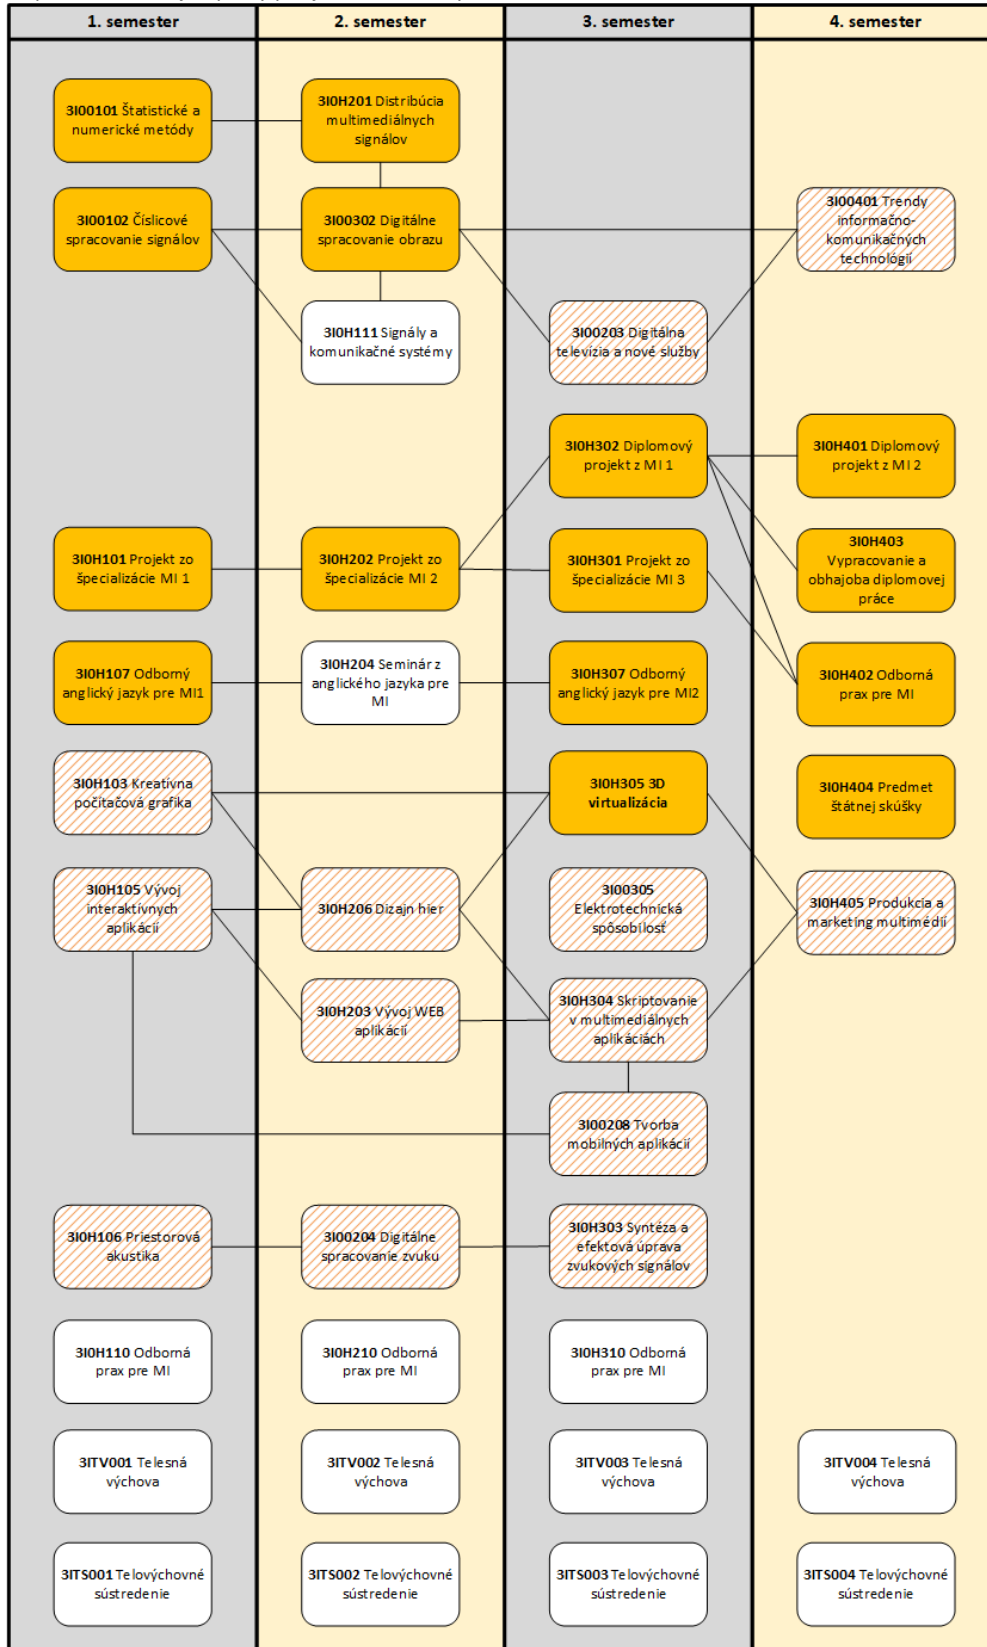 1. semester
2. semester
3. semester
4. semester
3I00101 Štatistické a
numerické metódy
3I0H201 Distribúcia
multimediálnych
signálov
3I00102 Číslicové
spracovanie signálov
3I00302 Digitálne
spracovanie obrazu
3I00401 Trendy
informačno-
komunikačných
technológií
3I0H111 Signály a
komunikačné systémy
3I00203 Digitálna
televízia a nové služby
3I0H302 Diplomový
projekt z MI 1
3I0H401 Diplomový
projekt z MI 2
3I0H101 Projekt zo
špecializácie MI 1
3I0H202 Projekt zo
špecializácie MI 2
3I0H301 Projekt zo
špecializácie MI 3
3I0H403
Vypracovanie a
obhajoba diplomovej
práce
3I0H107 Odborný
anglický jazyk pre MI1
3I0H204 Seminár z
anglického jazyka pre
MI
3I0H307 Odborný
anglický jazyk pre MI2
3I0H402 Odborná
prax pre MI
3I0H103 Kreatívna
počítačová grafika
3I0H305 3D
virtualizácia
3I0H404 Predmet
štátnej skúšky
3I0H105 Vývoj
interaktívnych
aplikácií
3I0H206 Dizajn hier
3I00305
Elektrotechnická
spôsobilosť
3I0H405 Produkcia a
marketing multimédií
3I0H203 Vývoj WEB
aplikácií
3I0H304 Skriptovanie
v multimediálnych
aplikáciách
3I00208 Tvorba
mobilných aplikácií
3I0H106 Priestorová
akustika
3I00204 Digitálne
spracovanie zvuku
3I0H303 Syntéza a
efektová úprava
zvukových signálov
3I0H110 Odborná
prax pre MI
3I0H210 Odborná
prax pre MI
3I0H310 Odborná
prax pre MI
3ITV001 Telesná
výchova
3ITV002 Telesná
výchova
3ITV003 Telesná
výchova
3ITV004 Telesná
výchova
3ITS001 Telovýchovné
sústredenie
3ITS002 Telovýchovné
sústredenie
3ITS003 Telovýchovné
sústredenie
3ITS004 Telovýchovné
sústredenie